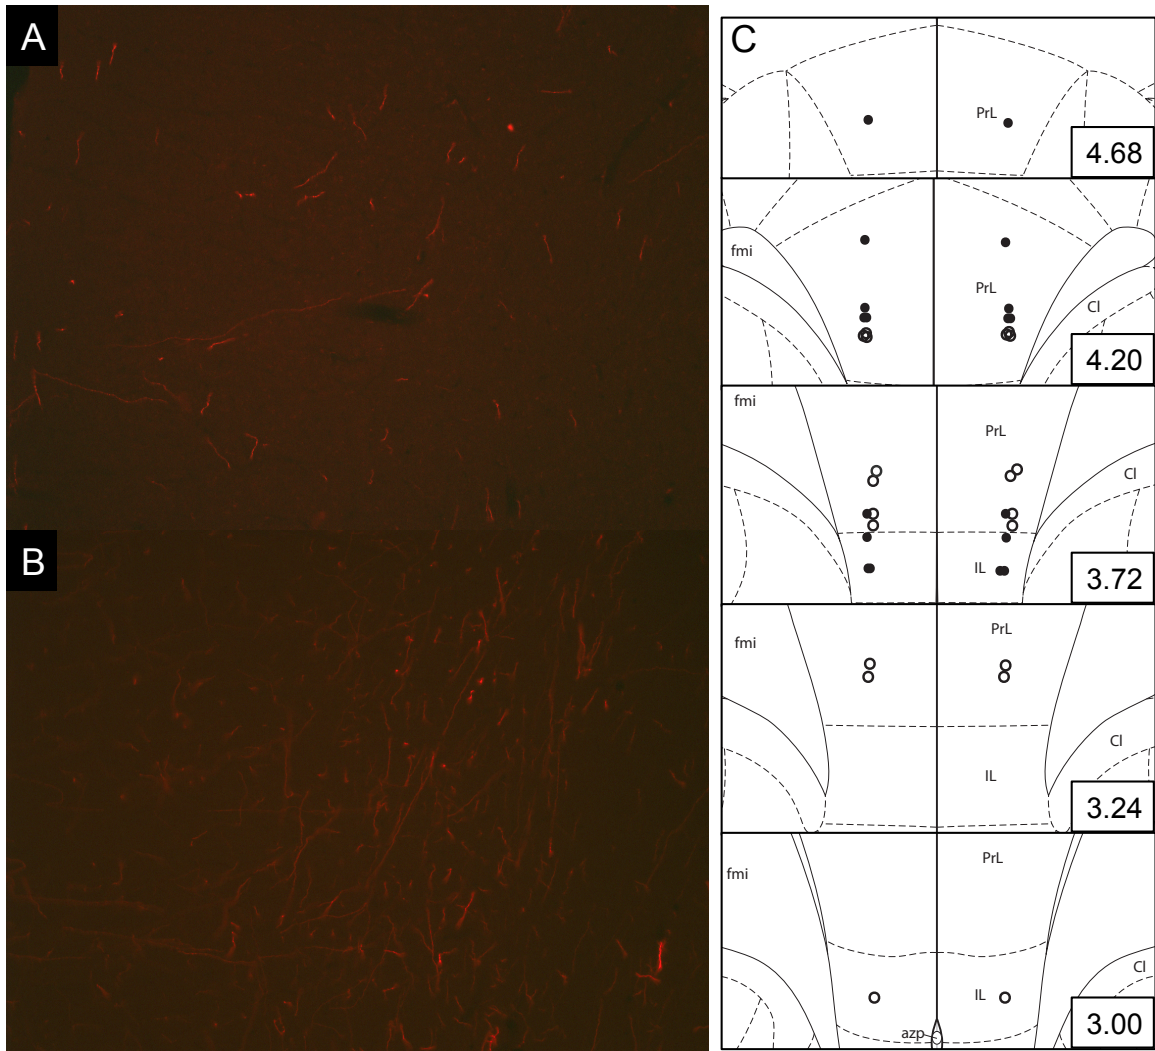 A
B
C
PrL
4.68
fmi
PrL
Cl
4.20
fmi
PrL
Cl
IL
3.72
PrL
fmi
Cl
IL
3.24
PrL
fmi
Cl
IL
azp
3.00